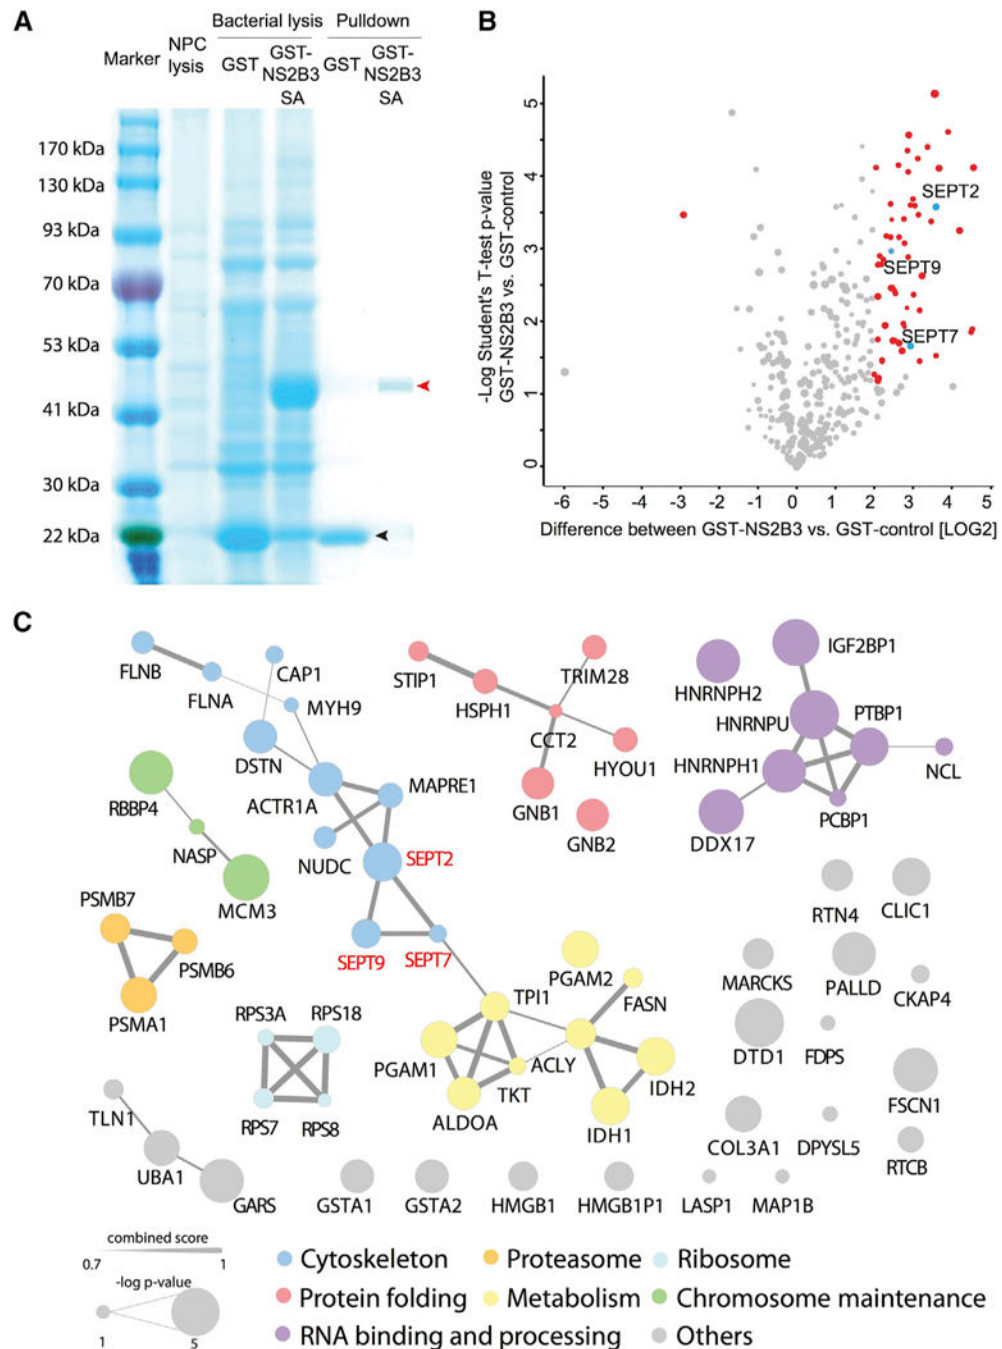 A
Bacterial lysis Pulldown
Marker NPC lysis GST GST-NS2B3 SA GST GST-NS2B3 SA
170 kDa
130 kDa
93 kDa
70 kDa
53 kDa
41 kDa
30 kDa
22 kDa
B
-Log Student's T-test p-value
GST-NS2B3 vs. GST-control
5
4
3
2
1
0
SEPT2
SEPT9
SEPT7
-6 -5 -4 -3 -2 -1 0 1 2 3 4 5
Difference between GST-NS2B3 vs. GST-control [LOG2]
C
FLNB
FLNA
CAP1
MYH9
DSTN
ACTR1A
MAPRE1
NUDC
SEPT2
SEPT9
SEPT7
RBBP4
NASP
MCM3
PSMB7
PSMB6
PSMA1
RPS3A
RPS18
RPS7
RPS8
STIP1
HSPH1
TRIM28
CCT2
HYOU1
GNB1
GNB2
HNRNPH2
IGF2BP1
HNRNPU
PTBP1
HNRNPH1
NCL
PCBP1
DDX17
PGAM2
TPI1
FASN
PGAM1
ACLY
TKT
ALDOA
IDH2
IDH1
RTN4
CLIC1
MARCKS
PALLD
CKAP4
DTD1
FDPS
FSCN1
COL3A1
DPYSL5
RTCB
TLN1
UBA1
GARS
GSTA1
GSTA2
HMGB1
HMGB1P1
LASP1
MAP1B
combined score
0.7 1
-log p-value
1 5
Cytoskeleton
Proteasome
Ribosome
Protein folding
Metabolism
Chromosome maintenance
RNA binding and processing
Others